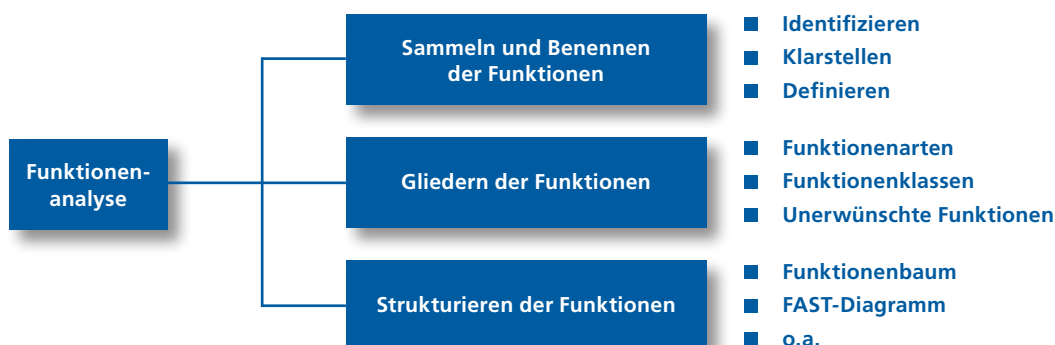 Funktionen-
analyse
Sammeln und Benennen
der Funktionen
Identifizieren
Klarstellen
Definieren
Gliedern der Funktionen
Funktionenarten
Funktionenklassen
Unerwünschte Funktionen
Strukturieren der Funktionen
Funktionenbaum
FAST-Diagramm
o.a.